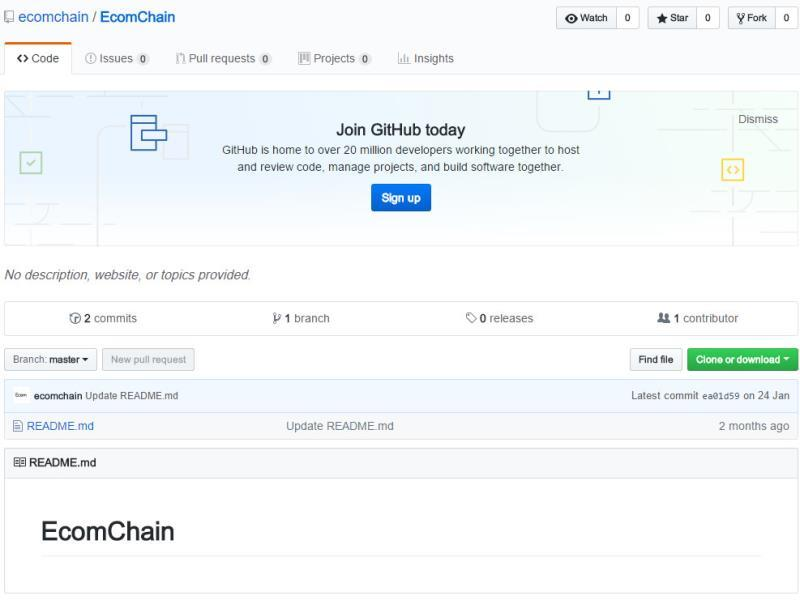 ecomchain / EcomChain
Watch 0 Star 0 Fork 0
Code Issues 0 Pull requests 0 Projects 0 Insights
Dismiss
Join GitHub today
GitHub is home to over 20 million developers working together to host
and review code, manage projects, and build software together.
Sign up
No description, website, or topics provided.
2 commits 1 branch 0 releases 1 contributor
Branch: master New pull request Find file Clone or download
Ecom ecomchain Update README.md Latest commit ea01d59 on 24 Jan
README.md Update README.md 2 months ago
README.md
EcomChain